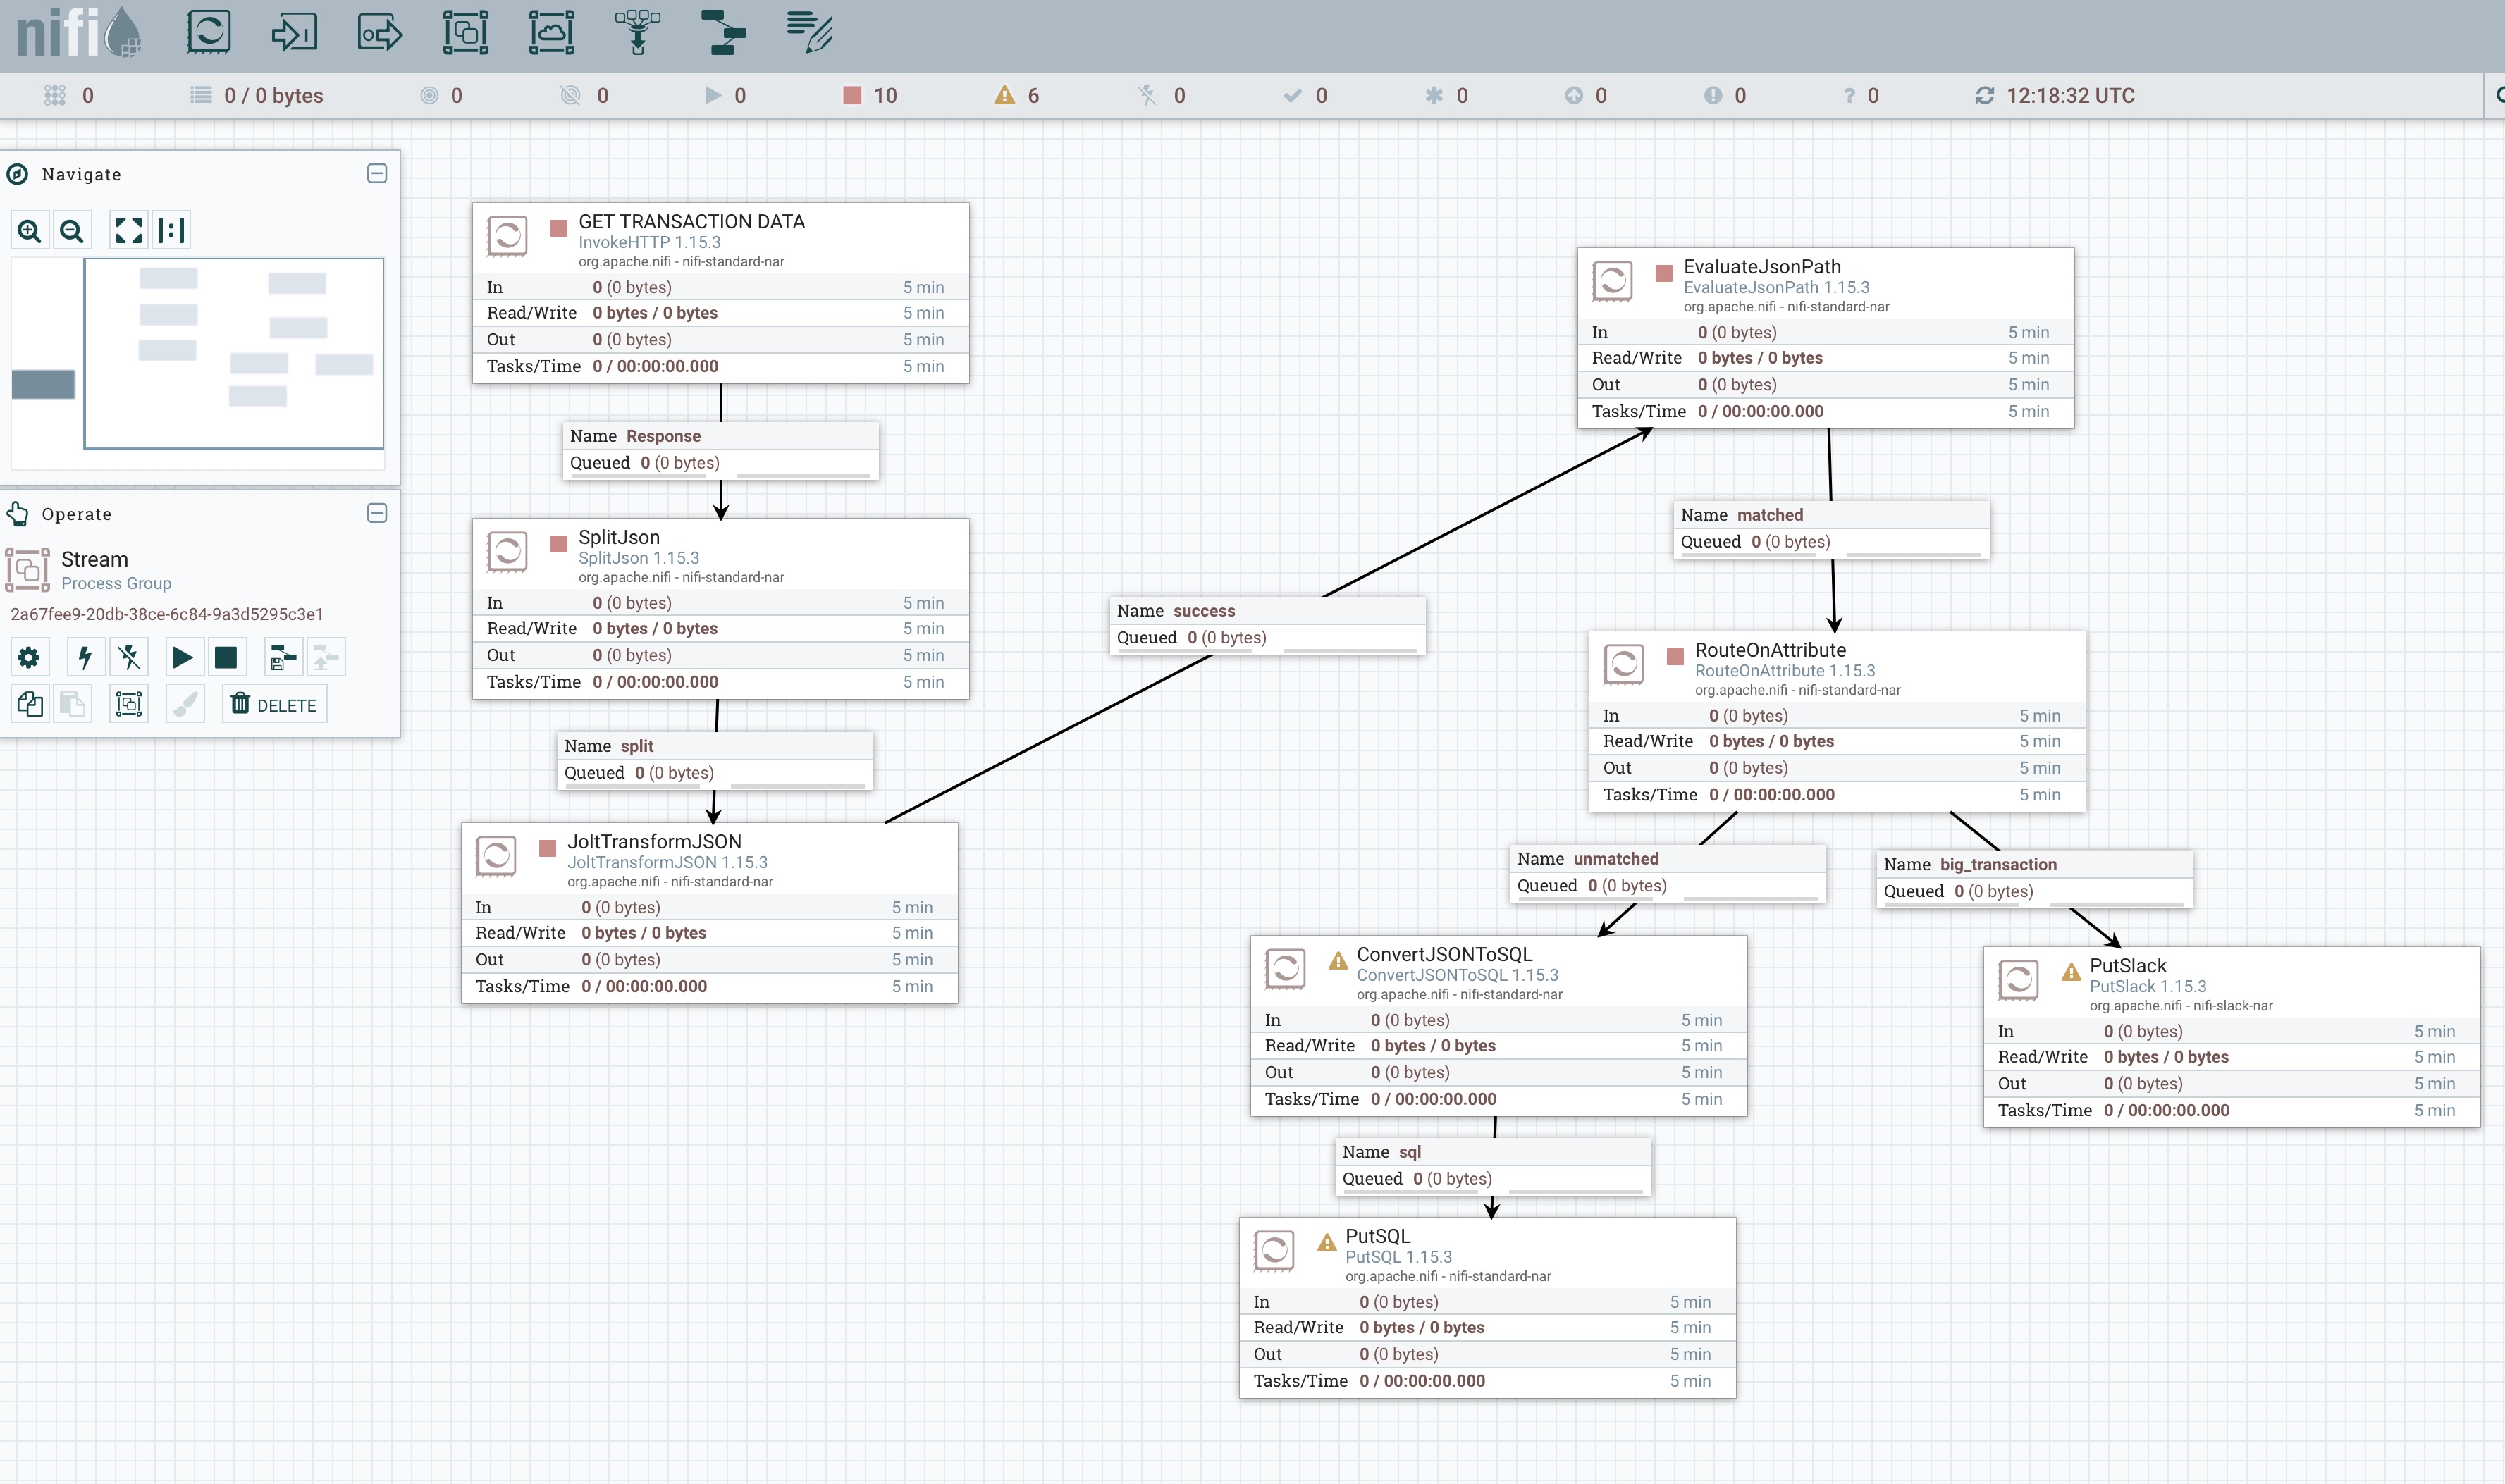 nifi
0 0 / 0 bytes 0 0 0 10 6 0 0 0 0 0 ? 0 12:18:32 UTC
Navigate
Operate
Stream
Process Group
2a67fee9-20db-38ce-6c84-9a3d5295c3e1
DELETE
GET TRANSACTION DATA
InvokeHTTP 1.15.3
org.apache.nifi - nifi-standard-nar
In 0 (0 bytes) 5 min
Read/Write 0 bytes / 0 bytes 5 min
Out 0 (0 bytes) 5 min
Tasks/Time 0 / 00:00:00.000 5 min
Name Response
Queued 0 (0 bytes)
SplitJson
SplitJson 1.15.3
org.apache.nifi - nifi-standard-nar
In 0 (0 bytes) 5 min
Read/Write 0 bytes / 0 bytes 5 min
Out 0 (0 bytes) 5 min
Tasks/Time 0 / 00:00:00.000 5 min
Name split
Queued 0 (0 bytes)
JoltTransformJSON
JoltTransformJSON 1.15.3
org.apache.nifi - nifi-standard-nar
In 0 (0 bytes) 5 min
Read/Write 0 bytes / 0 bytes 5 min
Out 0 (0 bytes) 5 min
Tasks/Time 0 / 00:00:00.000 5 min
Name success
Queued 0 (0 bytes)
EvaluateJsonPath
EvaluateJsonPath 1.15.3
org.apache.nifi - nifi-standard-nar
In 0 (0 bytes) 5 min
Read/Write 0 bytes / 0 bytes 5 min
Out 0 (0 bytes) 5 min
Tasks/Time 0 / 00:00:00.000 5 min
Name matched
Queued 0 (0 bytes)
RouteOnAttribute
RouteOnAttribute 1.15.3
org.apache.nifi - nifi-standard-nar
In 0 (0 bytes) 5 min
Read/Write 0 bytes / 0 bytes 5 min
Out 0 (0 bytes) 5 min
Tasks/Time 0 / 00:00:00.000 5 min
Name unmatched
Queued 0 (0 bytes)
Name big_transaction
Queued 0 (0 bytes)
ConvertJSONToSQL
ConvertJSONToSQL 1.15.3
org.apache.nifi - nifi-standard-nar
In 0 (0 bytes) 5 min
Read/Write 0 bytes / 0 bytes 5 min
Out 0 (0 bytes) 5 min
Tasks/Time 0 / 00:00:00.000 5 min
PutSlack
PutSlack 1.15.3
org.apache.nifi - nifi-slack-nar
In 0 (0 bytes) 5 min
Read/Write 0 bytes / 0 bytes 5 min
Out 0 (0 bytes) 5 min
Tasks/Time 0 / 00:00:00.000 5 min
Name sql
Queued 0 (0 bytes)
PutSQL
PutSQL 1.15.3
org.apache.nifi - nifi-standard-nar
In 0 (0 bytes) 5 min
Read/Write 0 bytes / 0 bytes 5 min
Out 0 (0 bytes) 5 min
Tasks/Time 0 / 00:00:00.000 5 min